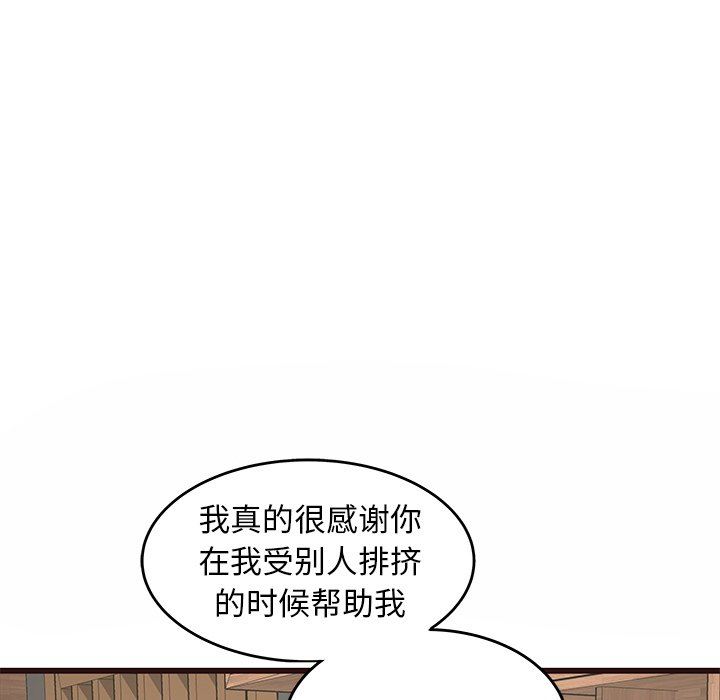 我真的很感谢你
在我受别人排挤
的时候帮助我